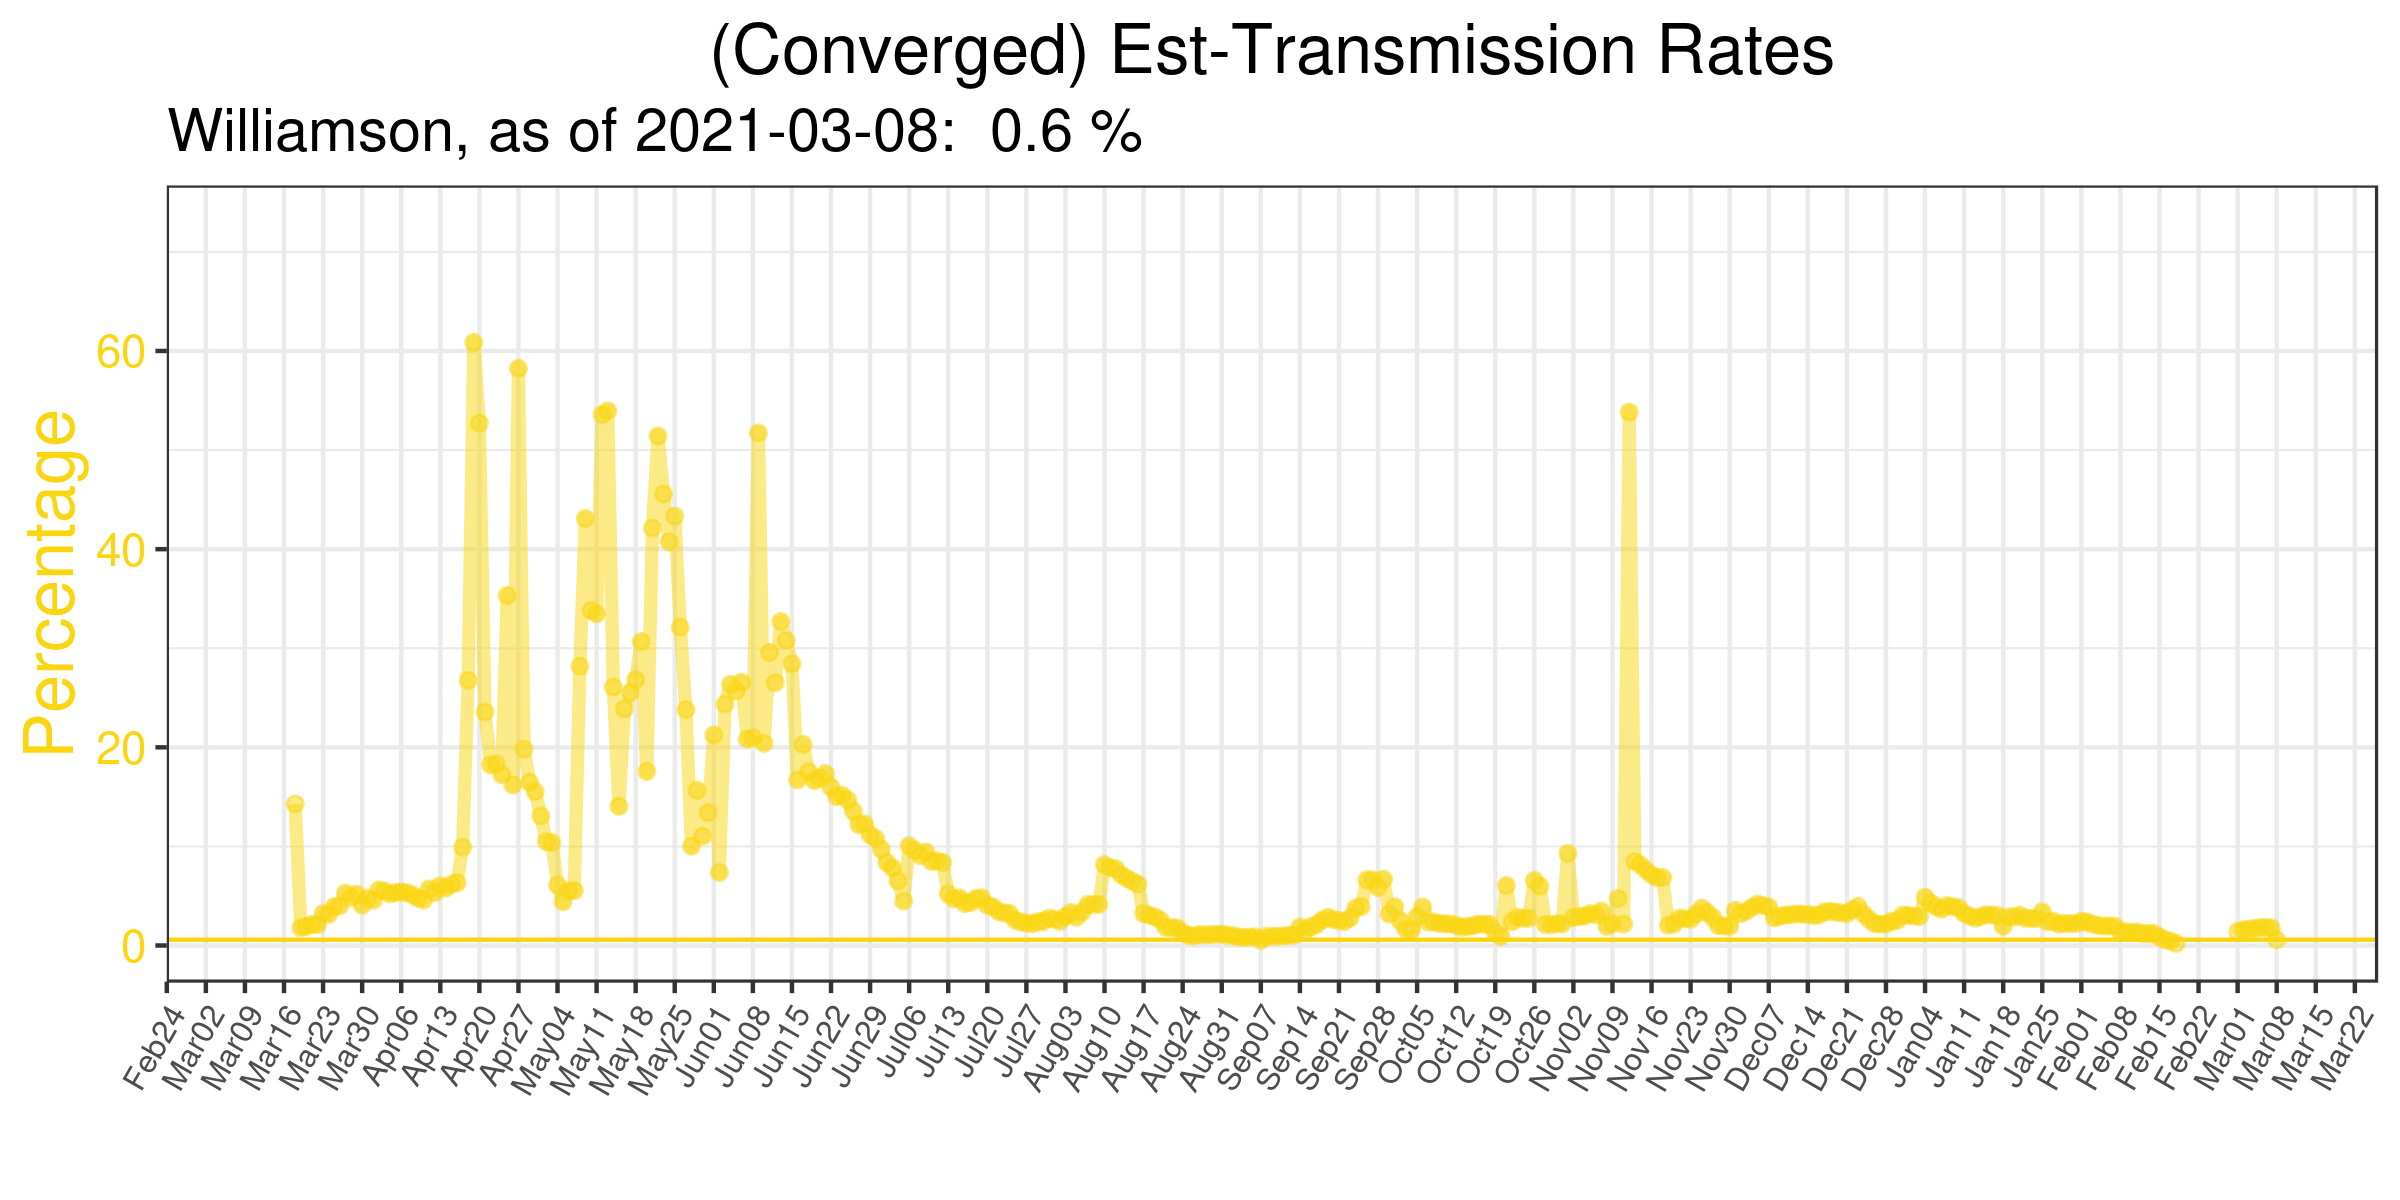 (Converged) Est-Transmission Rates
Williamson, as of 2021-03-08:  0.6 %
Percentage
60
40
20
0
Feb24
Mar02
Mar09
Mar16
Mar23
Mar30
Apr06
Apr13
Apr20
Apr27
May04
May11
May18
May25
Jun01
Jun08
Jun15
Jun22
Jun29
Jul06
Jul13
Jul20
Jul27
Aug03
Aug10
Aug17
Aug24
Aug31
Sep07
Sep14
Sep21
Sep28
Oct05
Oct12
Oct19
Oct26
Nov02
Nov09
Nov16
Nov23
Nov30
Dec07
Dec14
Dec21
Dec28
Jan04
Jan11
Jan18
Jan25
Feb01
Feb08
Feb15
Feb22
Mar01
Mar08
Mar15
Mar22